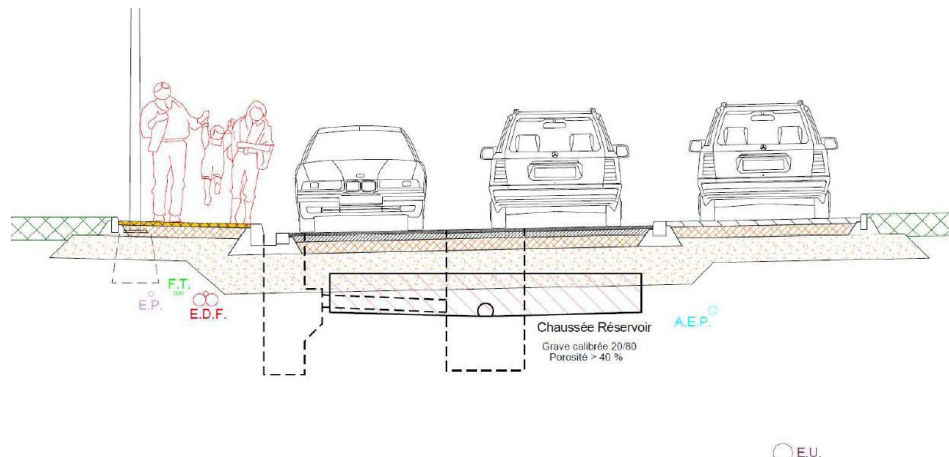 F.T.
E.P.
E.D.F.
Chaussée Réservoir
Grave calibrée 20/80
Porosité > 40 %
A.E.P.
E.U.